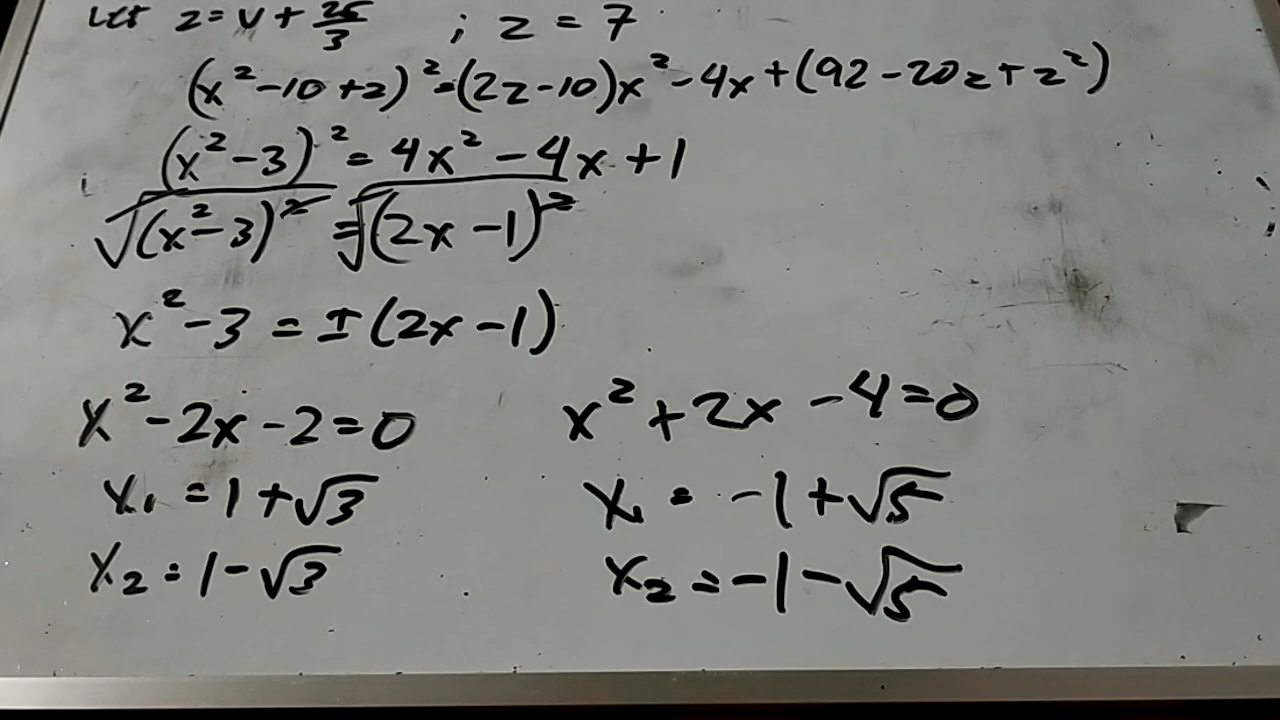 Let z = v + 25/3 ; z = 7
(x² - 10 + z)² = (2z - 10)x² - 4x + (92 - 20z + z²)
(x² - 3)² = 4x² - 4x + 1
√(x² - 3)² = √(2x - 1)²
x² - 3 = ± (2x - 1)
x² - 2x - 2 = 0 x² + 2x - 4 = 0
x₁ = 1 + √3 x₁ = -1 + √5
x₂ = 1 - √3 x₂ = -1 - √5